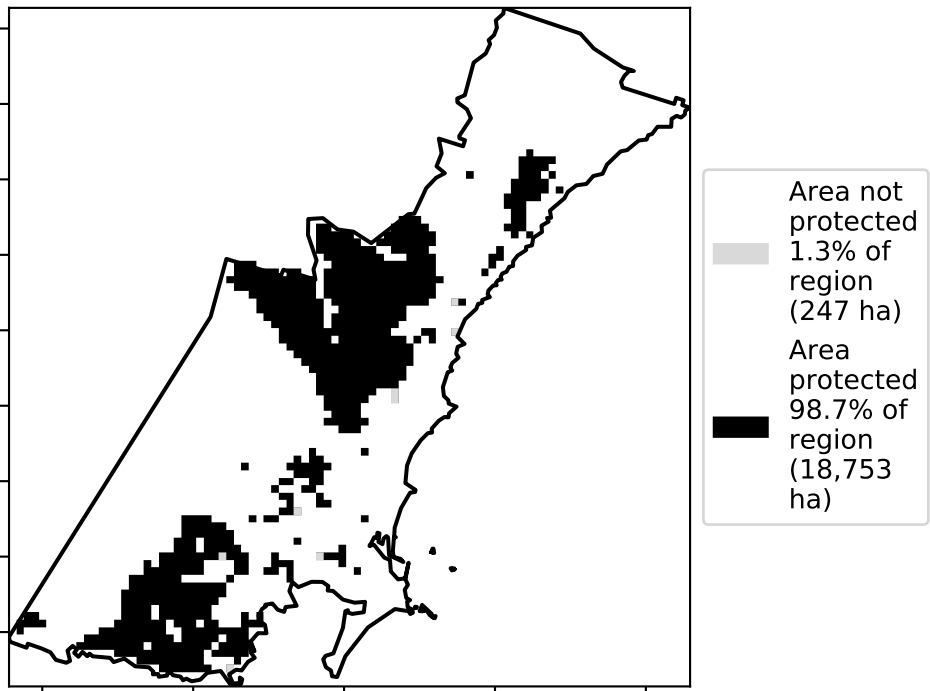 Area not
protected
1.3% of
region
(247 ha)
Area
protected
98.7% of
region
(18,753
ha)